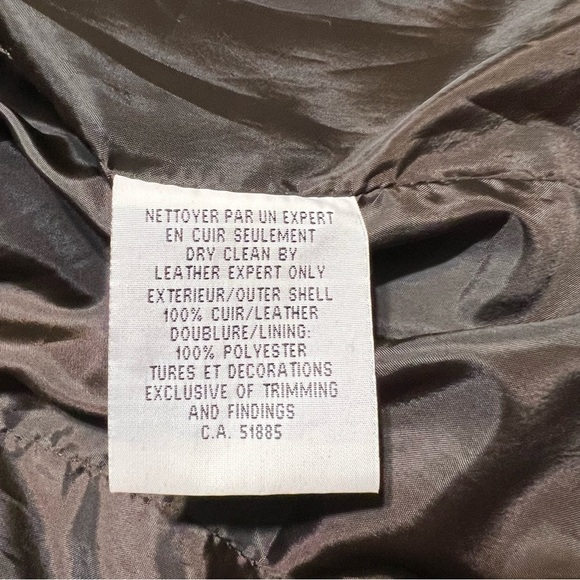 NETTOYER PAR UN EXPERT
EN CUIR SEULEMENT
DRY CLEAN BY
LEATHER EXPERT ONLY
EXTERIEUR/OUTER SHELL
100% CUIR/LEATHER
DOUBLURE/LINING:
100% POLYESTER
TURES ET DECORATIONS
EXCLUSIVE OF TRIMMING
AND FINDINGS
C.A. 51885